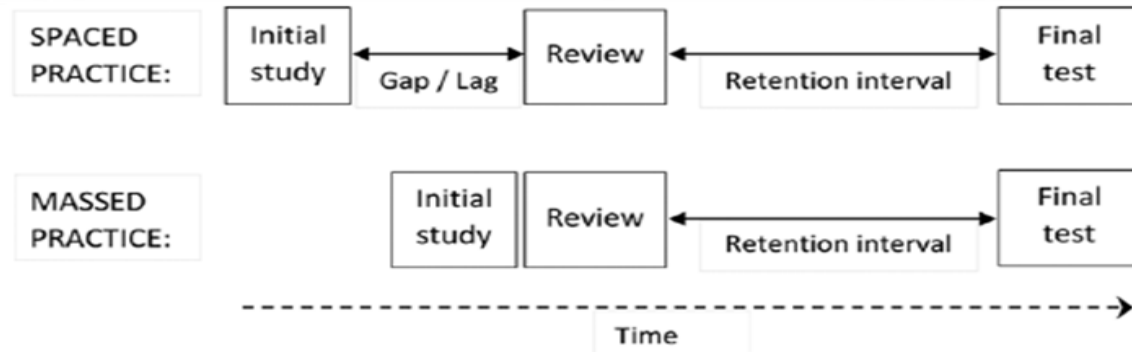 SPACED
PRACTICE:
Initial
study
Gap / Lag
Review
Retention interval
Final
test
MASSED
PRACTICE:
Initial
study
Review
Retention interval
Final
test
Time